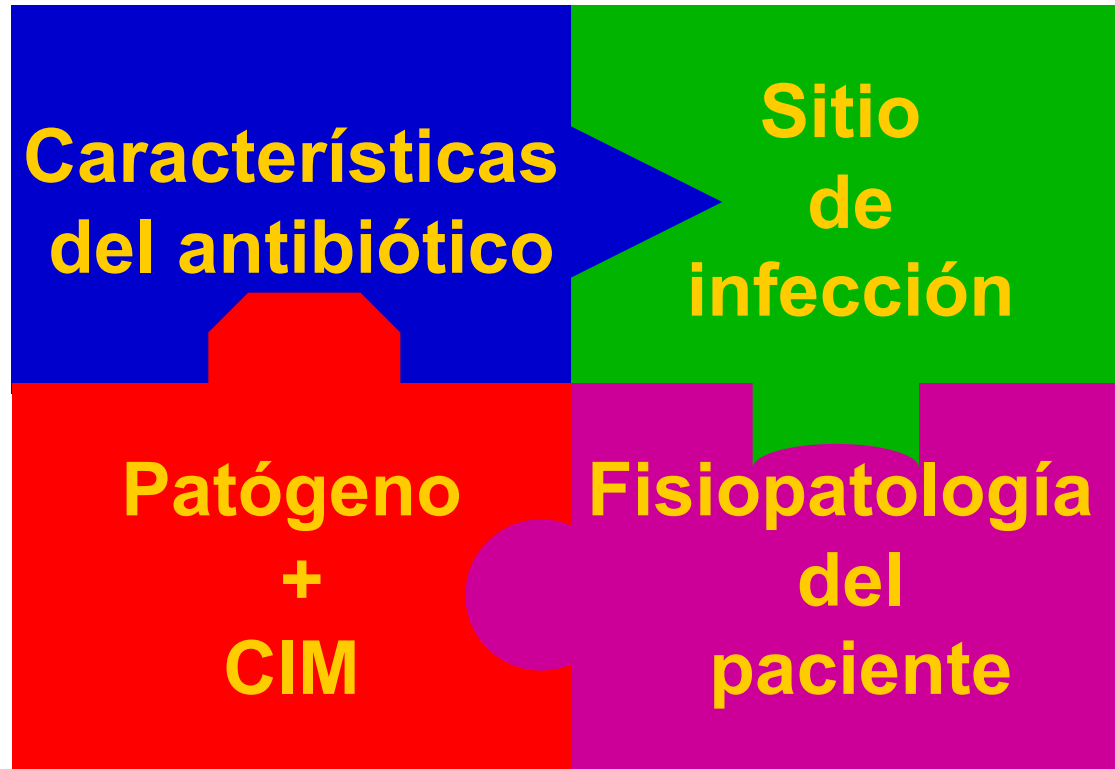 Características
del antibiótico
Sitio
de
infección
Patógeno
+
CIM
Fisiopatología
del
paciente